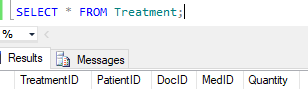 SELECT * FROM Treatment;
%
Results Messages
TreatmentID PatientID DocID MedID Quantity